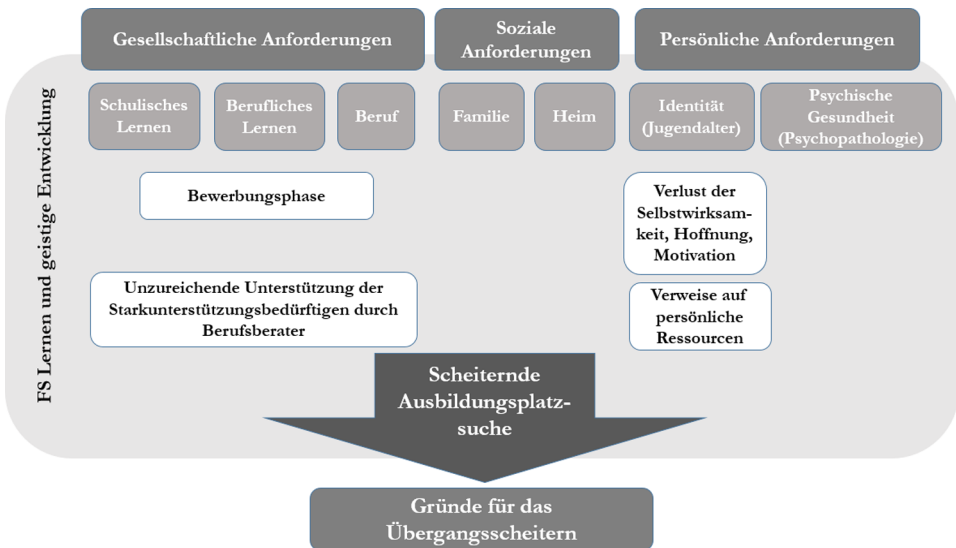 Gesellschaftliche Anforderungen
Soziale
Anforderungen
Persönliche Anforderungen
FS Lernen und geistige Entwicklung
Schulisches
Lernen
Berufliches
Lernen
Beruf
Familie
Heim
Identität
(Jugendalter)
Psychische
Gesundheit
(Psychopathologie)
Bewerbungsphase
Verlust der
Selbstwirksam-
keit, Hoffnung,
Motivation
Unzureichende Unterstützung der
Starkunterstützungsbedürftigen durch
Berufsberater
Verweise auf
persönliche
Ressourcen
Scheiternde
Ausbildungsplatz-
suche
Gründe für das
Übergangsscheitern